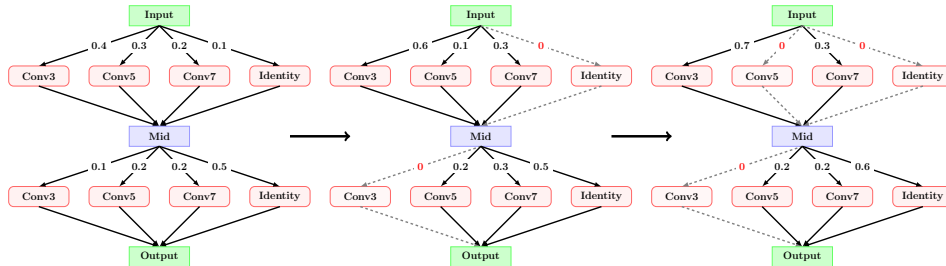 Input
0.4 0.3 0.2 0.1
Conv3 Conv5 Conv7 Identity
Mid
0.1 0.2 0.2 0.5
Conv3 Conv5 Conv7 Identity
Output
Input
0.6 0.1 0.3 0
Conv3 Conv5 Conv7 Identity
Mid
0 0.2 0.3 0.5
Conv3 Conv5 Conv7 Identity
Output
Input
0.7 0 0.3 0
Conv3 Conv5 Conv7 Identity
Mid
0 0.2 0.2 0.6
Conv3 Conv5 Conv7 Identity
Output